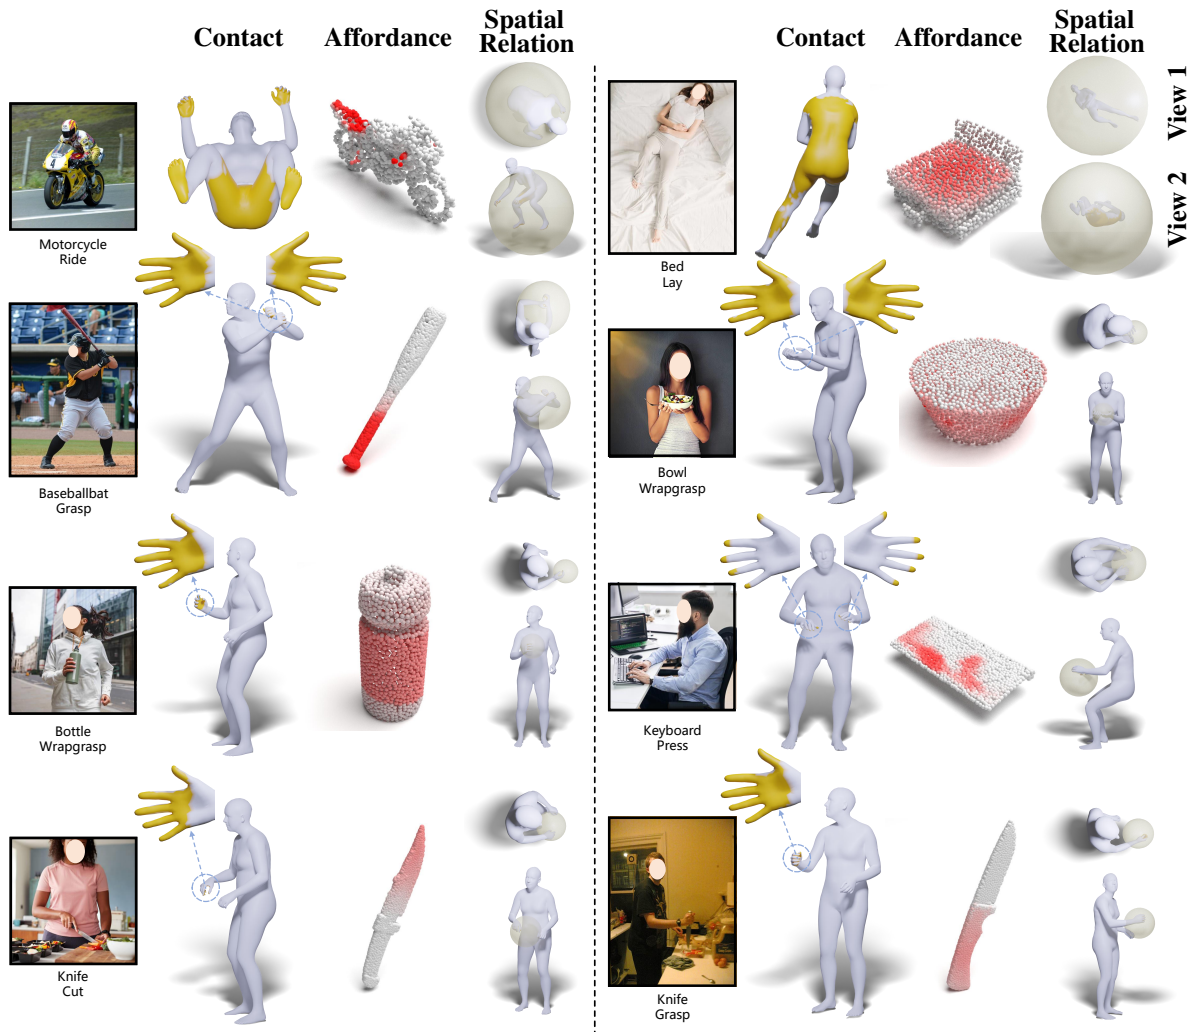 Contact
Affordance
Spatial
Relation
Motorcycle
Ride
Baseballbat
Grasp
Bottle
Wrapgrasp
Knife
Cut
Contact
Affordance
Spatial
Relation
View 1
View 2
Bed
Lay
Bowl
Wrapgrasp
Keyboard
Press
Knife
Grasp